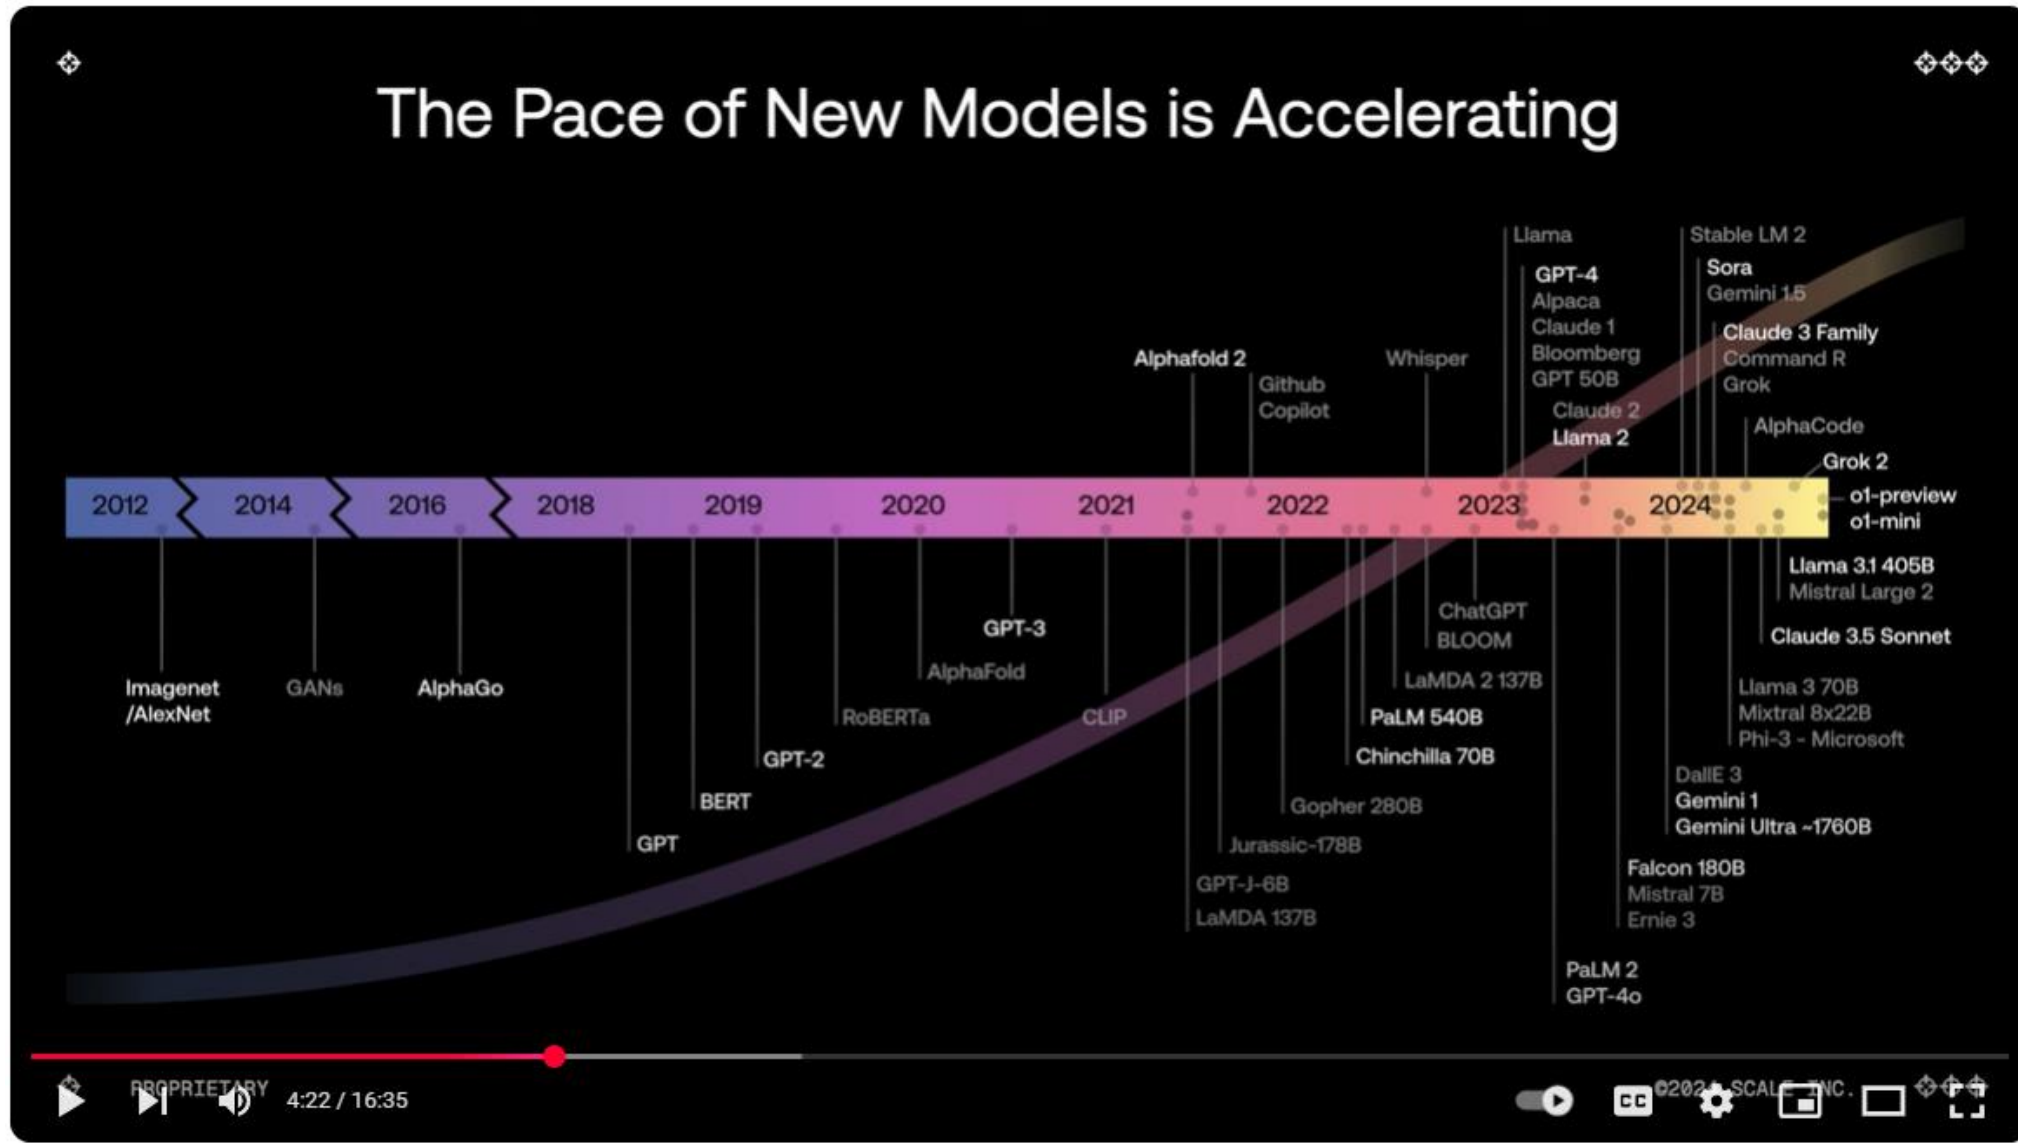 The Pace of New Models is Accelerating
Llama
GPT-4
Alpaca
Claude 1
Bloomberg
GPT 50B
Claude 2
Llama 2
Stable LM 2
Sora
Gemini 1.5
Claude 3 Family
Command R
Grok
AlphaCode
Grok 2
Alphafold 2
Github
Copilot
Whisper
2012
2014
2016
2018
2019
2020
2021
2022
2023
2024
o1-preview
o1-mini
Imagenet
/AlexNet
GANs
AlphaGo
GPT
BERT
GPT-2
RoBERTa
AlphaFold
GPT-3
CLIP
GPT-J-6B
LaMDA 137B
Jurassic-178B
Gopher 280B
Chinchilla 70B
PaLM 540B
LaMDA 2 137B
BLOOM
ChatGPT
PaLM 2
GPT-4o
Falcon 180B
Mistral 7B
Ernie 3
DallE 3
Gemini 1
Gemini Ultra ~1760B
Llama 3 70B
Mixtral 8x22B
Phi-3 - Microsoft
Claude 3.5 Sonnet
Llama 3.1 405B
Mistral Large 2
PROPRIETARY
4:22 / 16:35
CC
©2024 SCALE INC.